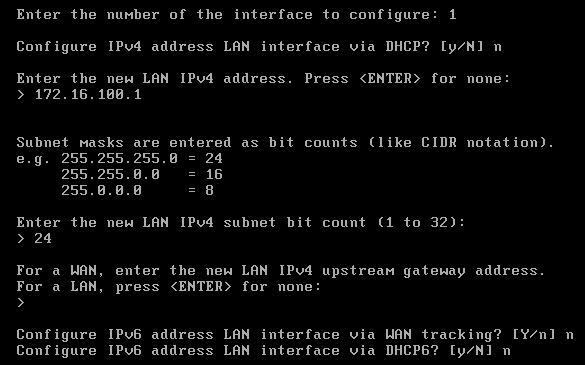 Enter the number of the interface to configure: 1
Configure IPv4 address LAN interface via DHCP? [y/N] n
Enter the new LAN IPv4 address. Press <ENTER> for none:
> 172.16.100.1
Subnet masks are entered as bit counts (like CIDR notation).
e.g. 255.255.255.0 = 24
     255.255.0.0   = 16
     255.0.0.0     = 8
Enter the new LAN IPv4 subnet bit count (1 to 32):
> 24
For a WAN, enter the new LAN IPv4 upstream gateway address.
For a LAN, press <ENTER> for none:
>
Configure IPv6 address LAN interface via WAN tracking? [Y/n] n
Configure IPv6 address LAN interface via DHCP6? [y/N] n